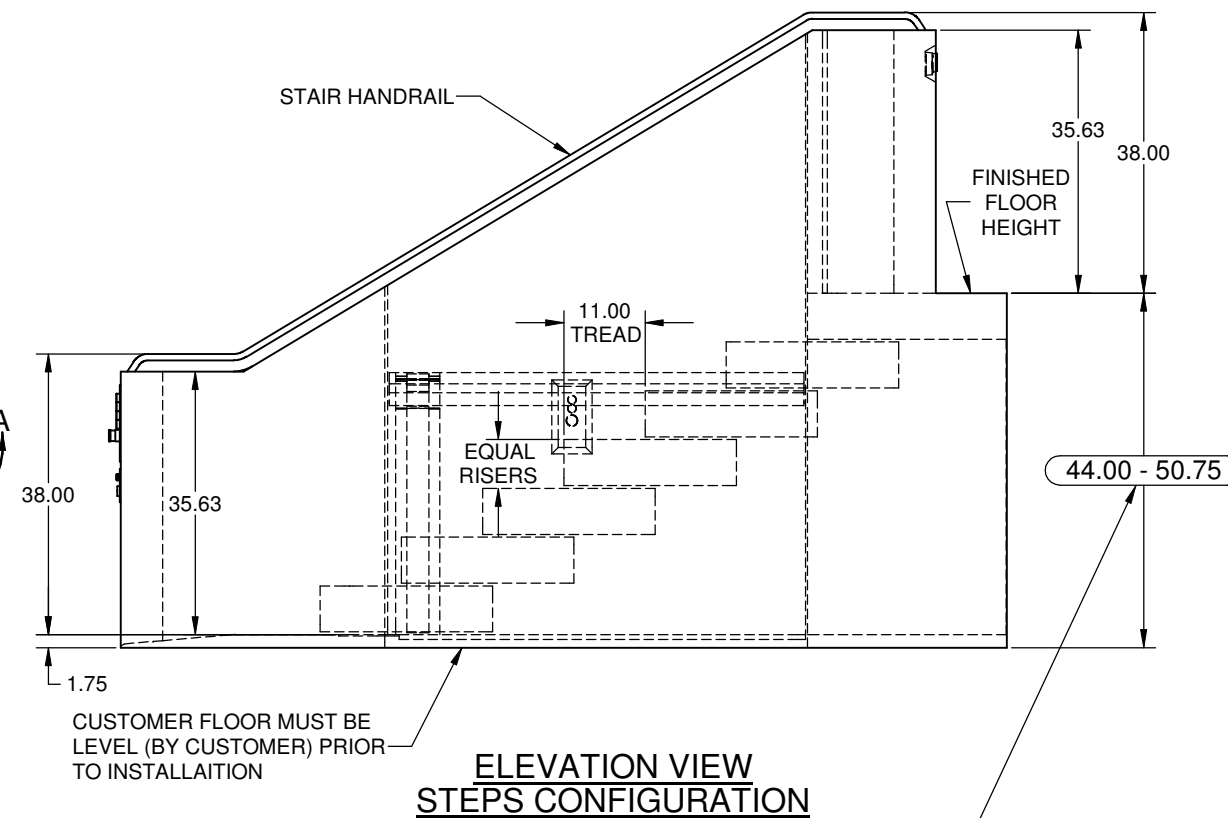 STAIR HANDRAIL
35.63
38.00
FINISHED
FLOOR
HEIGHT
11.00
TREAD
A
EQUAL
RISERS
44.00 - 50.75
38.00
35.63
1.75
CUSTOMER FLOOR MUST BE
LEVEL (BY CUSTOMER) PRIOR
TO INSTALLAITION
ELEVATION VIEW
STEPS CONFIGURATION